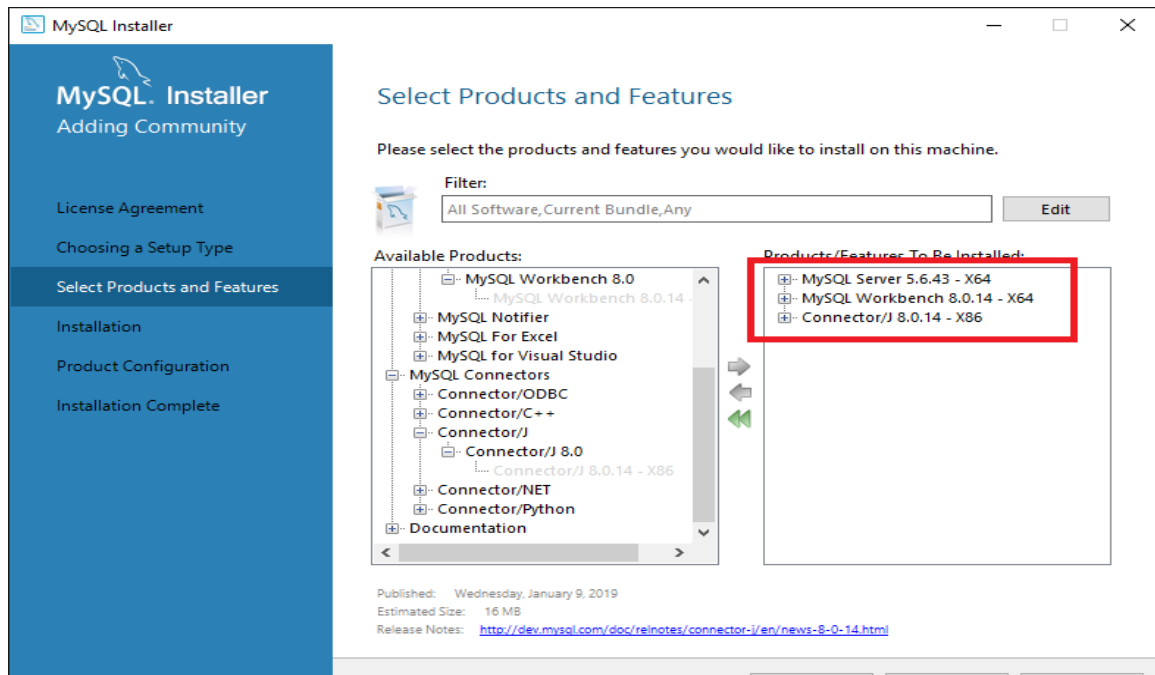 MySQL Installer
MySQL. Installer
Adding Community
License Agreement
Choosing a Setup Type
Select Products and Features
Installation
Product Configuration
Installation Complete
Select Products and Features
Please select the products and features you would like to install on this machine.
Filter:
All Software,Current Bundle,Any
Edit
Available Products:
MySQL Workbench 8.0
MySQL Workbench 8.0.14 -
MySQL Notifier
MySQL For Excel
MySQL for Visual Studio
MySQL Connectors
Connector/ODBC
Connector/C++
Connector/J
Connector/J 8.0
Connector/J 8.0.14 - X86
Connector/NET
Connector/Python
Documentation
Products/Features To Be Installed:
MySQL Server 5.6.43 - X64
MySQL Workbench 8.0.14 - X64
Connector/J 8.0.14 - X86
Published: Wednesday, January 9, 2019
Estimated Size: 16 MB
Release Notes: http://dev.mysql.com/doc/relnotes/connector-j/en/news-8-0-14.html